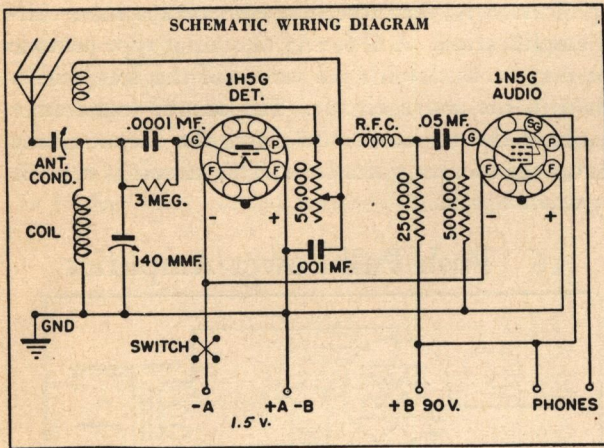 SCHEMATIC WIRING DIAGRAM
1H5G
DET.
1N5G
AUDIO
.0001 MF.
R.F.C.
.05 MF.
G
P
F
F
G
SG
P
F
F
ANT.
COND.
3 MEG.
50,000
250,000
500,000
- +
- +
COIL
140 MMF.
.001 MF.
GND
SWITCH
-A
+A -B
+B 90V.
PHONES
1.5 V.